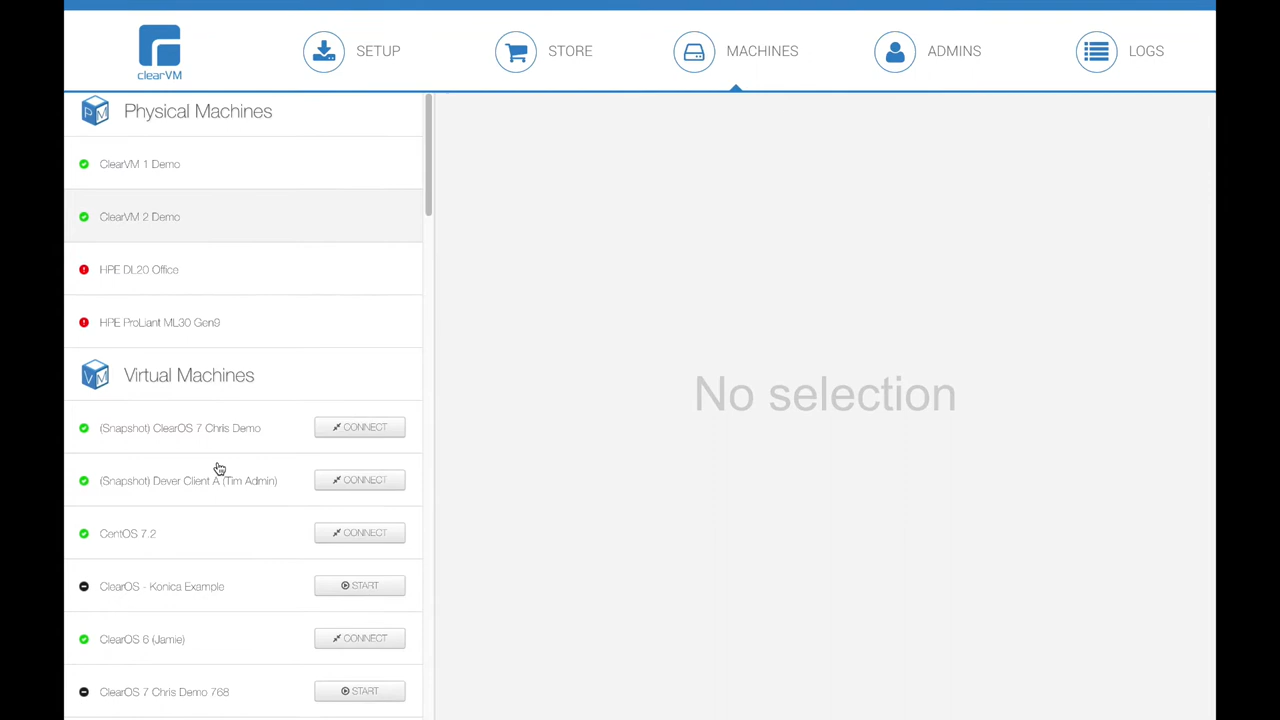 clearVM
SETUP
STORE
MACHINES
ADMINS
LOGS
PM
Physical Machines
ClearVM 1 Demo
ClearVM 2 Demo
HPE DL20 Office
HPE ProLiant ML30 Gen9
VM
Virtual Machines
(Snapshot) ClearOS 7 Chris Demo
CONNECT
(Snapshot) Dever Client A (Tim Admin)
CONNECT
CentOS 7.2
CONNECT
ClearOS - Konica Example
START
ClearOS 6 (Jamie)
CONNECT
ClearOS 7 Chris Demo 768
START
No selection